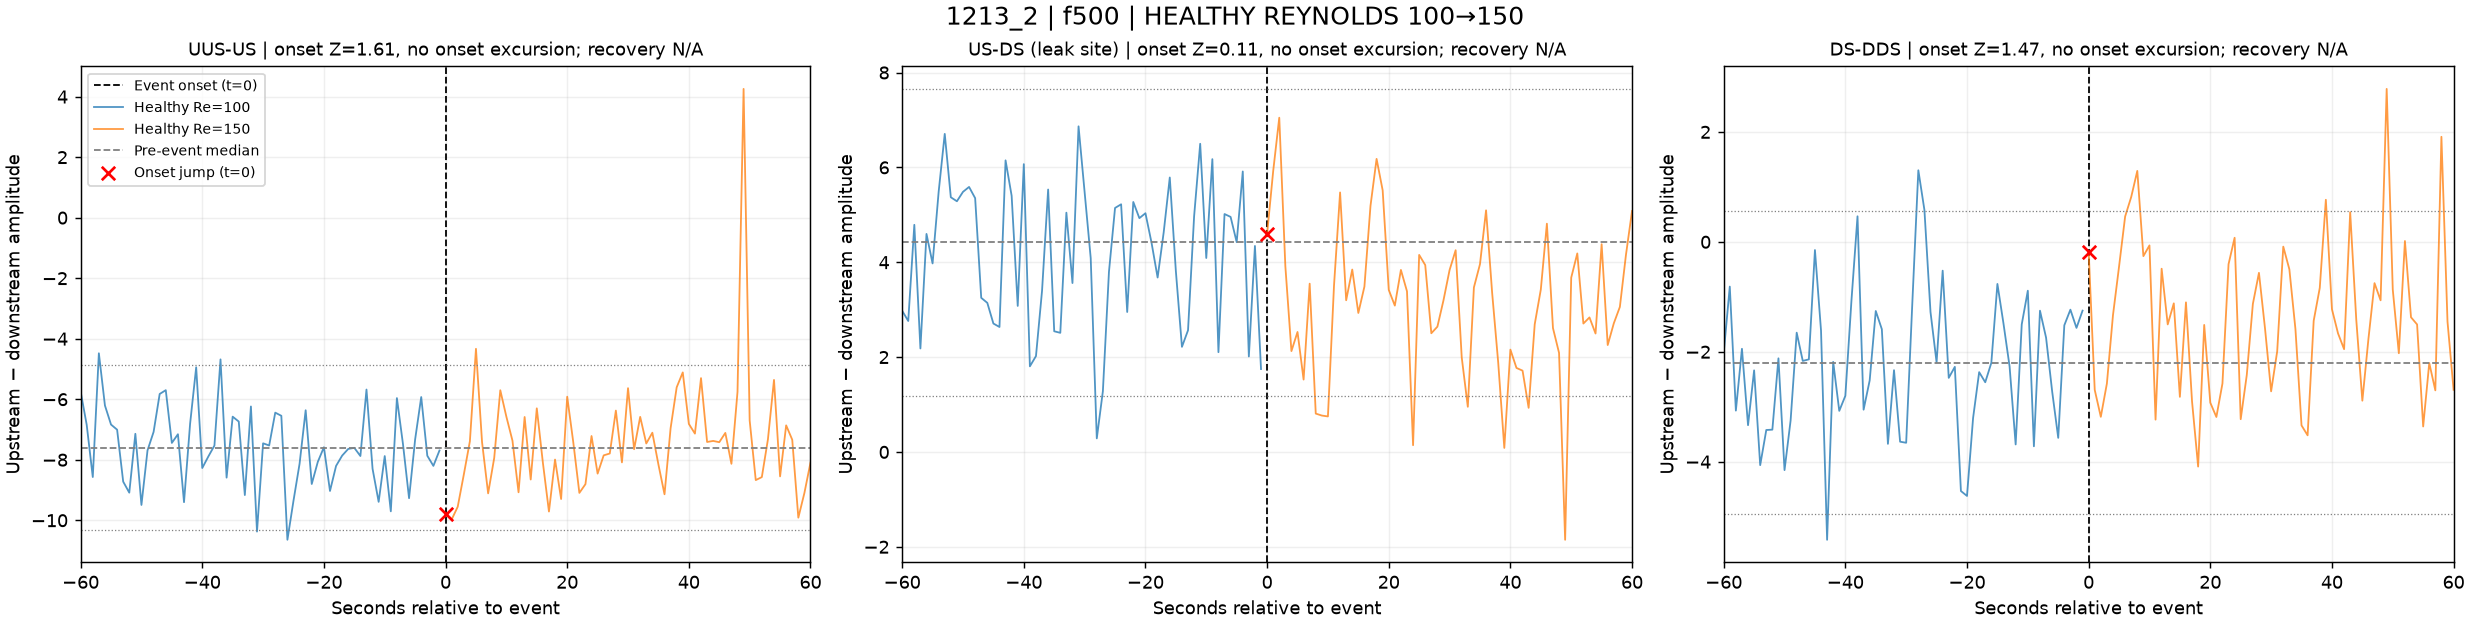 1213_2 | f500 | HEALTHY REYNOLDS 100→150
UUS-US | onset Z=1.61, no onset excursion; recovery N/A
Event onset (t=0)
Healthy Re=100
Healthy Re=150
Pre-event median
Onset jump (t=0)
Upstream − downstream amplitude
4
2
0
−2
−4
−6
−8
−10
−60
−40
−20
0
20
40
60
Seconds relative to event
US-DS (leak site) | onset Z=0.11, no onset excursion; recovery N/A
Upstream − downstream amplitude
8
6
4
2
0
−2
−60
−40
−20
0
20
40
60
Seconds relative to event
DS-DDS | onset Z=1.47, no onset excursion; recovery N/A
Upstream − downstream amplitude
2
0
−2
−4
−60
−40
−20
0
20
40
60
Seconds relative to event